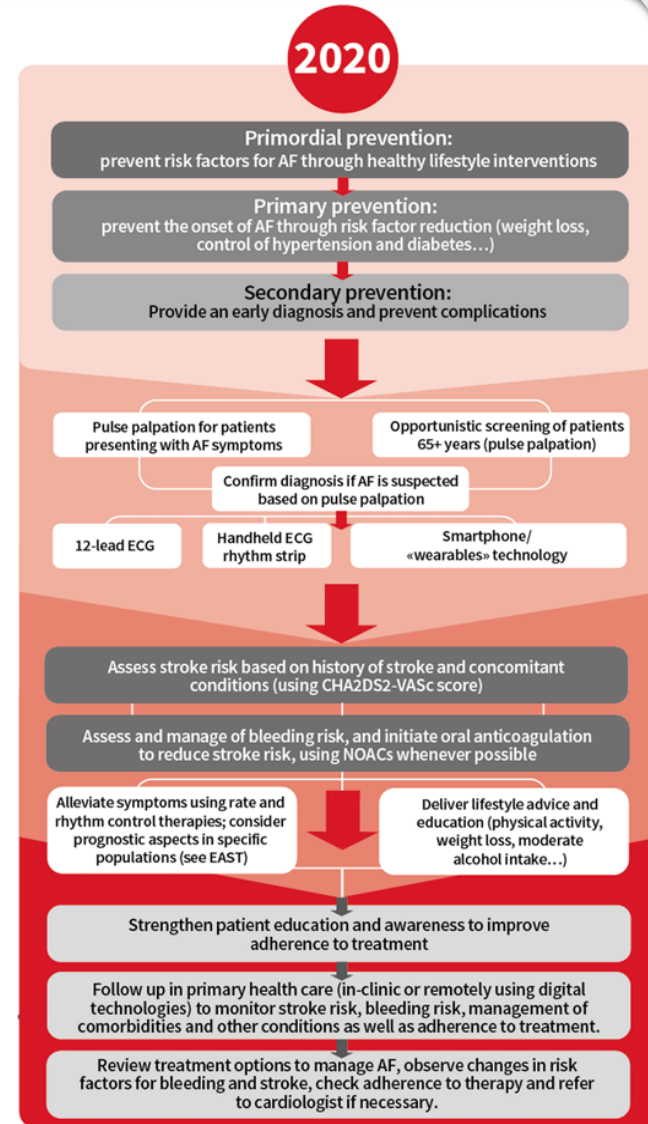 2020
Primordial prevention:
prevent risk factors for AF through healthy lifestyle interventions
Primary prevention:
prevent the onset of AF through risk factor reduction (weight loss,
control of hypertension and diabetes…)
Secondary prevention:
Provide an early diagnosis and prevent complications
Pulse palpation for patients
presenting with AF symptoms
Opportunistic screening of patients
65+ years (pulse palpation)
Confirm diagnosis if AF is suspected
based on pulse palpation
12-lead ECG
Handheld ECG
rhythm strip
Smartphone/
«wearables» technology
Assess stroke risk based on history of stroke and concomitant
conditions (using CHA2DS2-VASc score)
Assess and manage of bleeding risk, and initiate oral anticoagulation
to reduce stroke risk, using NOACs whenever possible
Alleviate symptoms using rate and
rhythm control therapies; consider
prognostic aspects in specific
populations (see EAST)
Deliver lifestyle advice and
education (physical activity,
weight loss, moderate
alcohol intake…)
Strengthen patient education and awareness to improve
adherence to treatment
Follow up in primary health care (in-clinic or remotely using digital
technologies) to monitor stroke risk, bleeding risk, management of
comorbidities and other conditions as well as adherence to treatment.
Review treatment options to manage AF, observe changes in risk
factors for bleeding and stroke, check adherence to therapy and refer
to cardiologist if necessary.